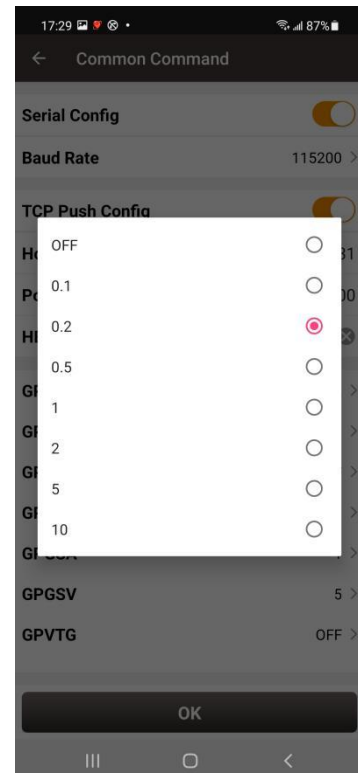 17:29 87%
Common Command
Serial Config
Baud Rate 115200
TCP Push Config
OFF
0.1
0.2
0.5
1
2
5
10
GPGSV 5
GPVTG OFF
OK